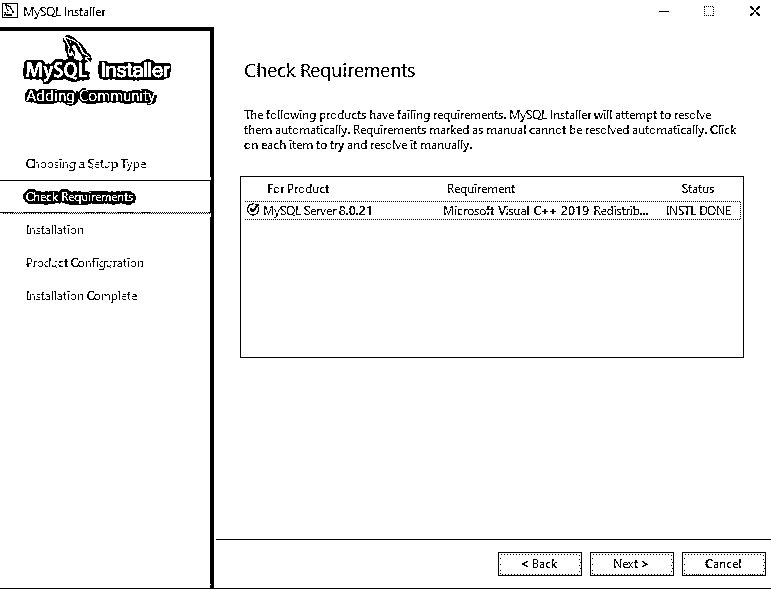 MySQL Installer
MySQL Installer
Adding Community
Choosing a Setup Type
Check Requirements
Installation
Product Configuration
Installation Complete
Check Requirements
The following products have failing requirements. MySQL Installer will attempt to resolve
them automatically. Requirements marked as manual cannot be resolved automatically. Click
on each item to try and resolve it manually.
For Product Requirement Status
MySQL Server 8.0.21 Microsoft Visual C++ 2019 Redistrib... INSTL DONE
< Back Next > Cancel